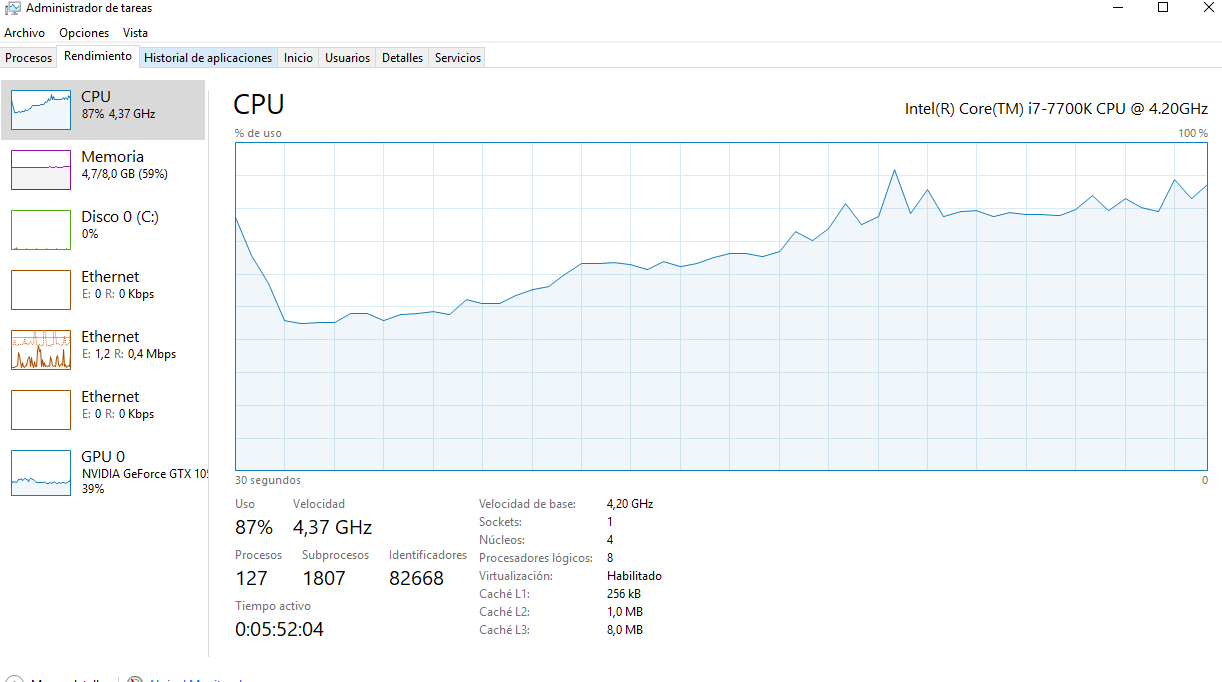 Administrador de tareas
Archivo Opciones Vista
Procesos Rendimiento Historial de aplicaciones Inicio Usuarios Detalles Servicios
CPU
87% 4,37 GHz
Memoria
4,7/8,0 GB (59%)
Disco 0 (C:)
0%
Ethernet
E: 0 R: 0 Kbps
Ethernet
E: 1,2 R: 0,4 Mbps
Ethernet
E: 0 R: 0 Kbps
GPU 0
NVIDIA GeForce GTX 105
39%
CPU
Intel(R) Core(TM) i7-7700K CPU @ 4.20GHz
% de uso
100 %
30 segundos
0
Uso Velocidad
87% 4,37 GHz
Procesos Subprocesos Identificadores
127 1807 82668
Tiempo activo
0:05:52:04
Velocidad de base: 4,20 GHz
Sockets: 1
Núcleos: 4
Procesadores lógicos: 8
Virtualización: Habilitado
Caché L1: 256 kB
Caché L2: 1,0 MB
Caché L3: 8,0 MB